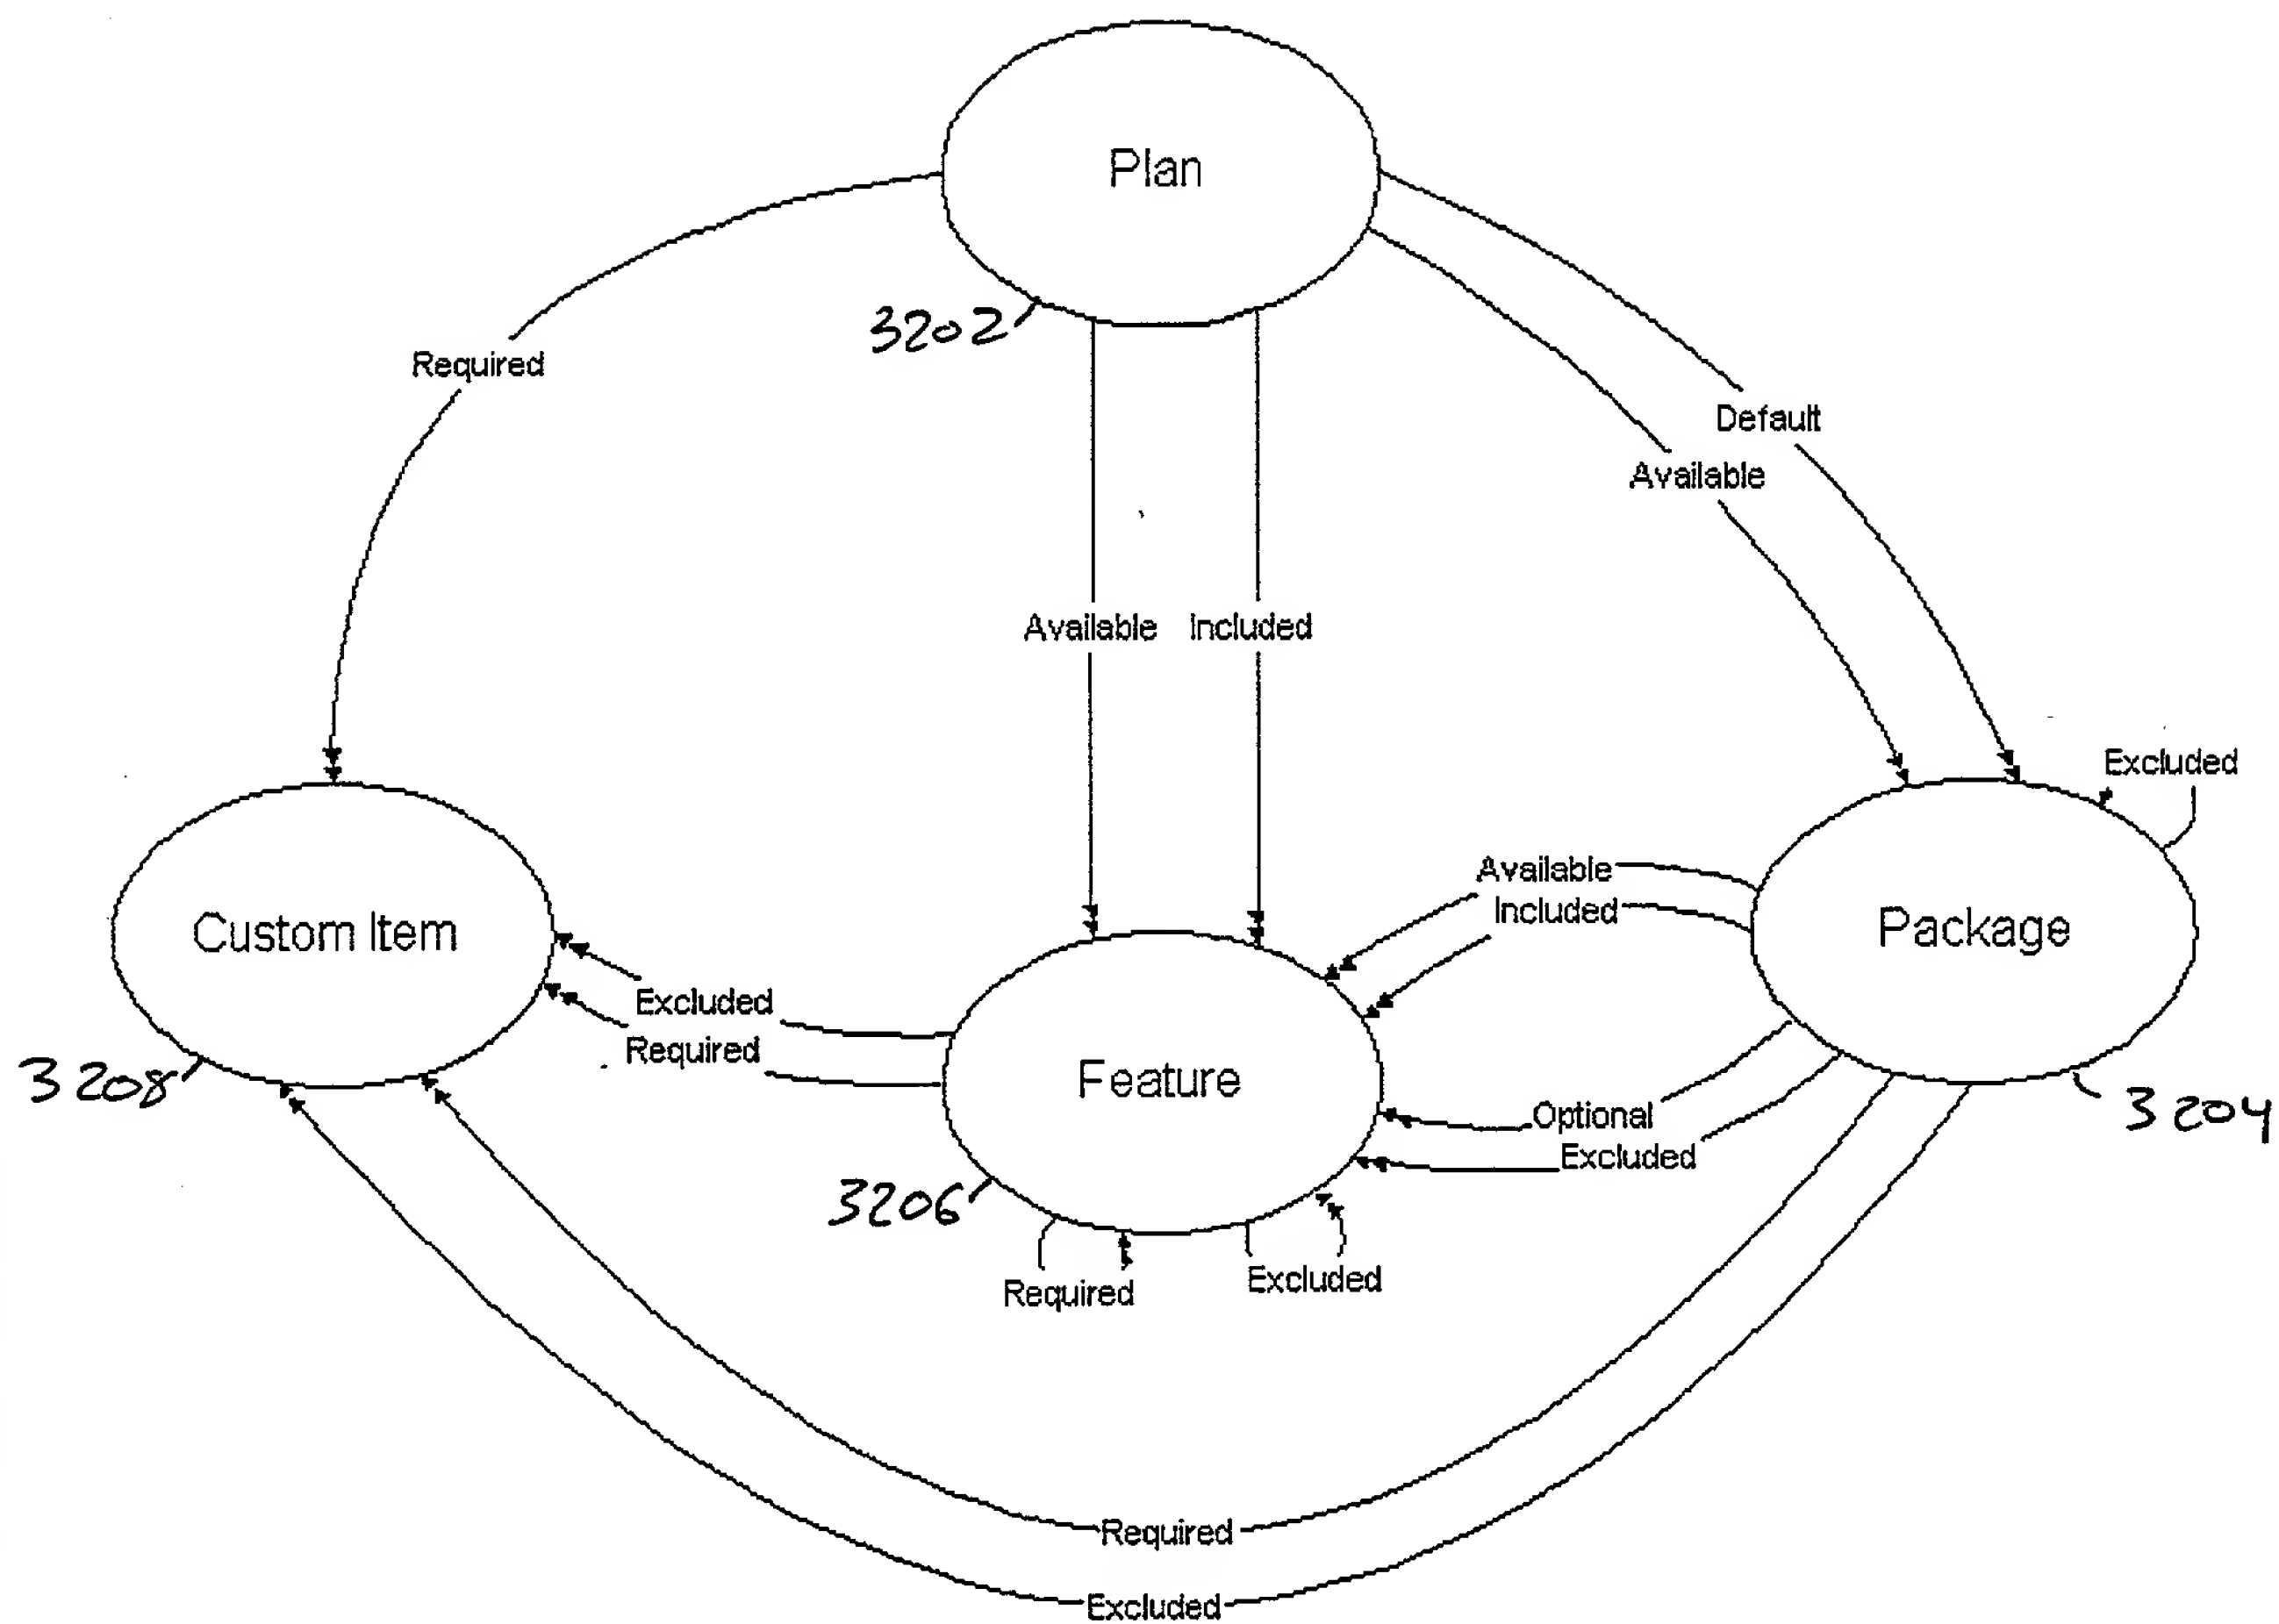 Plan
3202
Required
Default
Available
Available Included
Excluded
Available
Included
Custom Item
Package
Excluded
Required
Feature
3208
Optional
Excluded
3204
3206
Required
Excluded
Required
Excluded